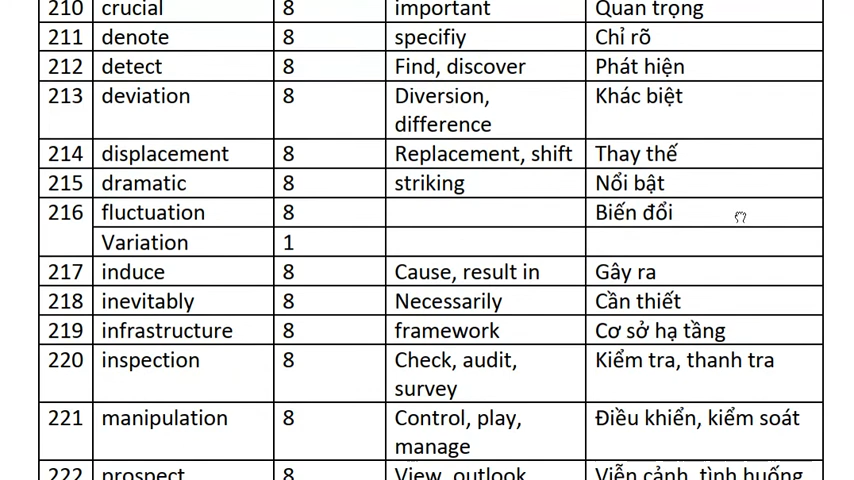 210 crucial 8 important Quan trọng
211 denote 8 specifiy Chỉ rõ
212 detect 8 Find, discover Phát hiện
213 deviation 8 Diversion, Khác biệt
difference
214 displacement 8 Replacement, shift Thay thế
215 dramatic 8 striking Nổi bật
216 fluctuation 8 Biến đổi
Variation 1
217 induce 8 Cause, result in Gây ra
218 inevitably 8 Necessarily Cần thiết
219 infrastructure 8 framework Cơ sở hạ tầng
220 inspection 8 Check, audit, Kiểm tra, thanh tra
survey
221 manipulation 8 Control, play, Điều khiển, kiểm soát
manage
222 prospect 8 View, outlook Viễn cảnh, tình huống